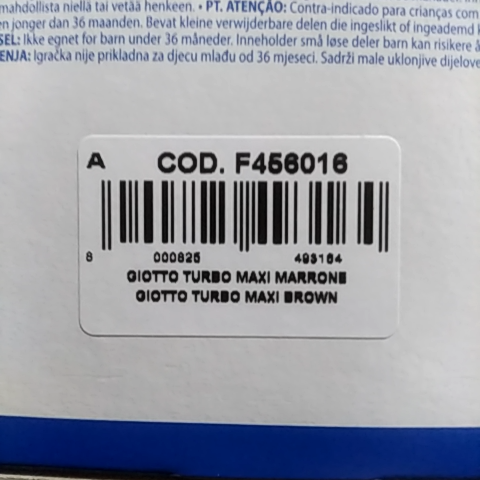 mahdollista niellä tai vetää henkeen. • PT. ATENÇÃO: Contra-indicado para crianças com
en jonger dan 36 maanden. Bevat kleine verwijderbare delen die ingeslikt of ingeademd
SEL: Ikke egnet for barn under 36 måneder. Inneholder små løse deler barn kan risikere å
ENJA: Igračka nije prikladna za djecu mlađu od 36 mjeseci. Sadrži male uklonjive dijelove
A COD. F456016
8 000825 493164
GIOTTO TURBO MAXI MARRONE
GIOTTO TURBO MAXI BROWN